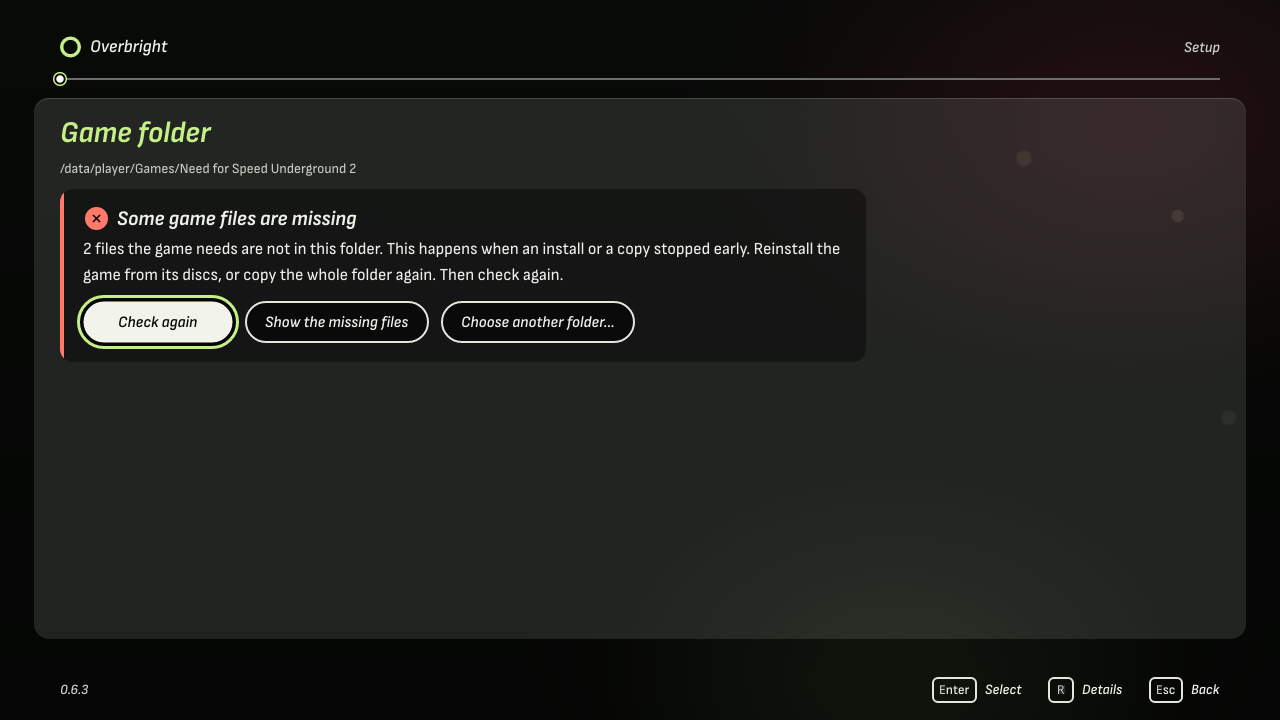 Overbright
Setup
Game folder
/data/player/Games/Need for Speed Underground 2
Some game files are missing
2 files the game needs are not in this folder. This happens when an install or a copy stopped early. Reinstall the
game from its discs, or copy the whole folder again. Then check again.
Check again
Show the missing files
Choose another folder...
0.6.3
Enter Select
R Details
Esc Back